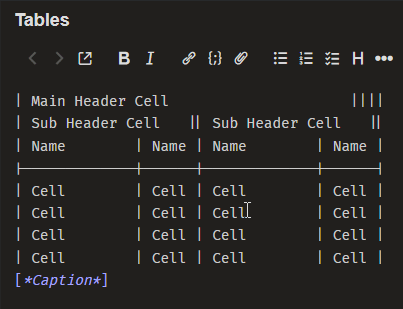 Tables
B I {;} H •••
| Main Header Cell ||||
| Sub Header Cell || Sub Header Cell ||
| Name | Name | Name | Name |
|------|------|------|------|
| Cell | Cell | Cell | Cell |
| Cell | Cell | Cell | Cell |
| Cell | Cell | Cell | Cell |
| Cell | Cell | Cell | Cell |
[*Caption*]